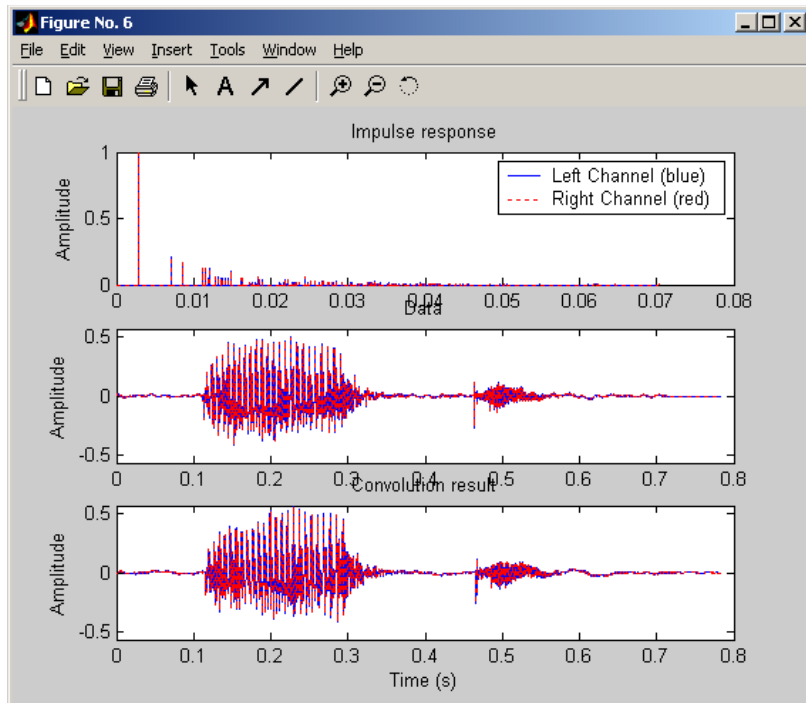 Figure No. 6
File Edit View Insert Tools Window Help
A
Impulse response
Amplitude
1
0.5
0
Left Channel (blue)
Right Channel (red)
0 0.01 0.02 0.03 0.04 0.05 0.06 0.07 0.08
Data
Amplitude
0.5
0
-0.5
0 0.1 0.2 0.3 0.4 0.5 0.6 0.7 0.8
Convolution result
Amplitude
0.5
0
-0.5
0 0.1 0.2 0.3 0.4 0.5 0.6 0.7 0.8
Time (s)